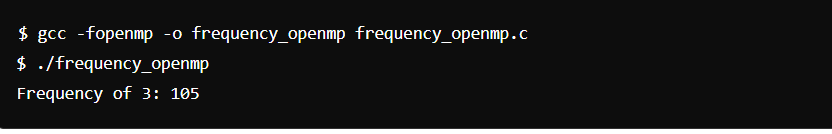 $ gcc -fopenmp -o frequency_openmp frequency_openmp.c
$ ./frequency_openmp
Frequency of 3: 105